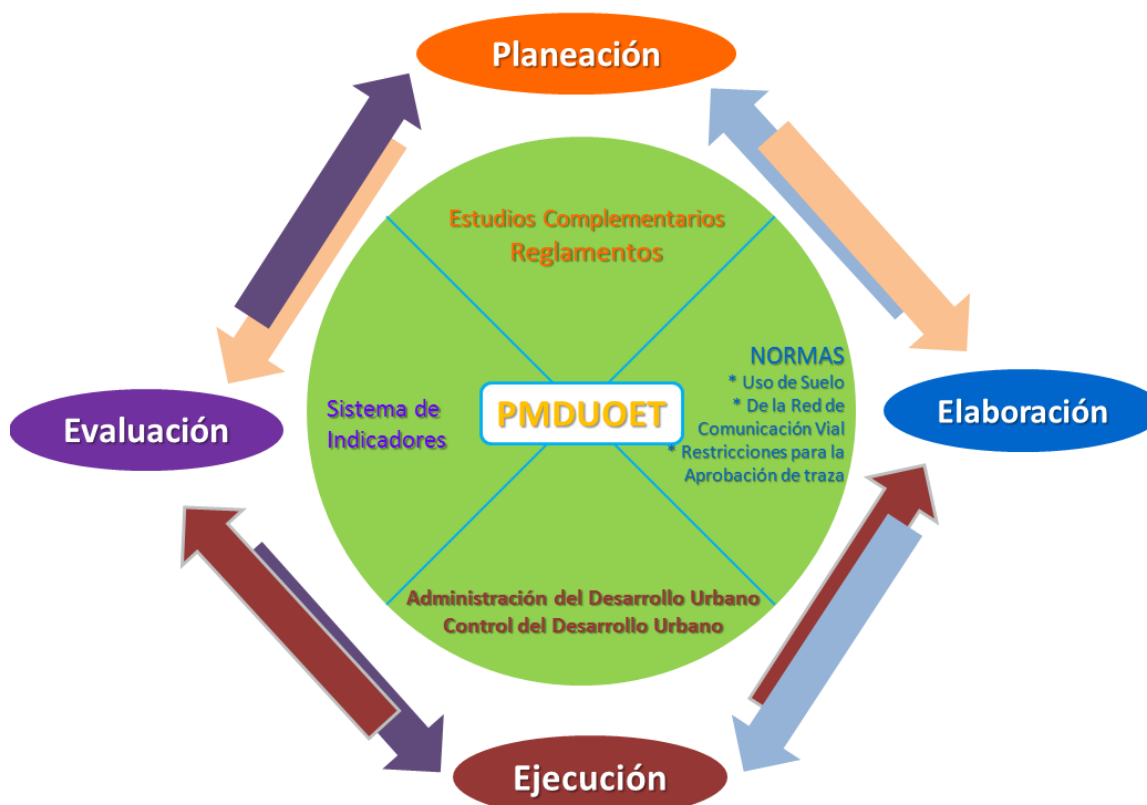 Planeación
Estudios Complementarios
Reglamentos
NORMAS
* Uso de Suelo
* De la Red de
Comunicación Vial
* Restricciones para la
Aprobación de traza
Sistema de
Indicadores
PMDUOET
Evaluación
Elaboración
Administración del Desarrollo Urbano
Control del Desarrollo Urbano
Ejecución